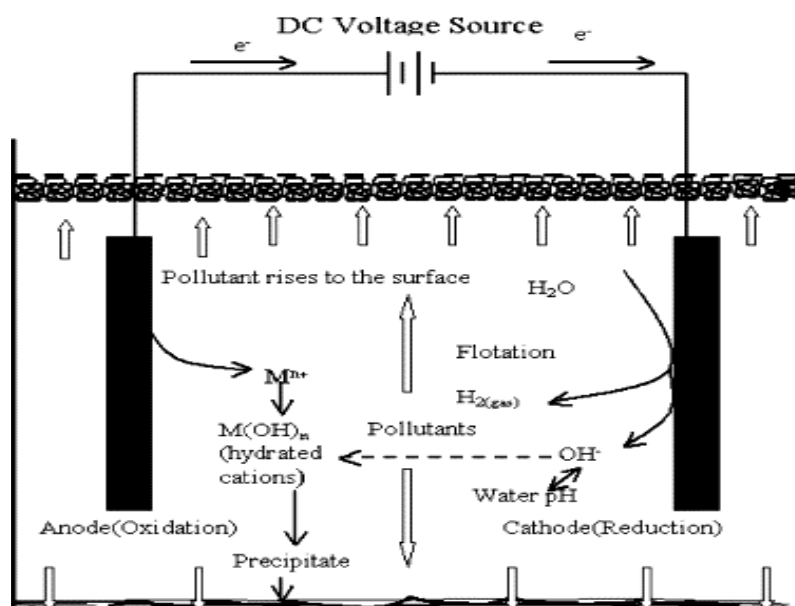 DC Voltage Source
e-
e-
Pollutant rises to the surface
H₂O
Flotation
Mⁿ⁺
H₂(gas)
M(OH)ₙ
(hydrated
cations)
Pollutants
OH⁻
Water pH
Anode(Oxidation)
Cathode(Reduction)
Precipitate